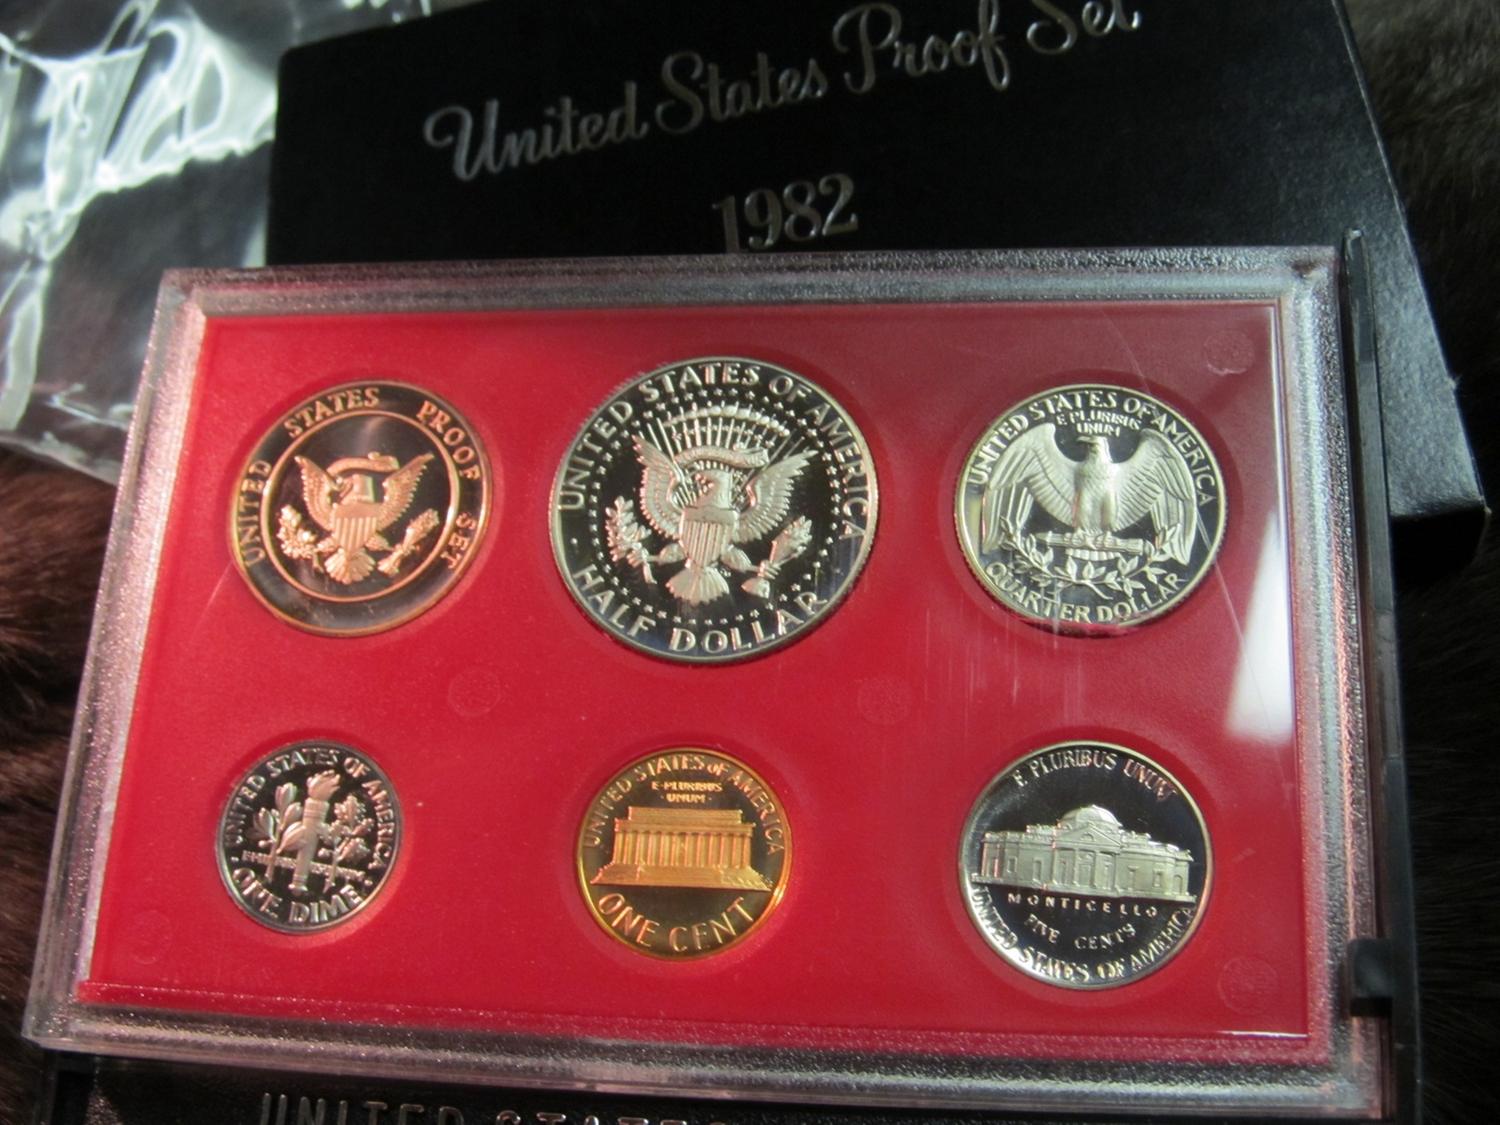 United States Proof Set
1982
UNITED STATES PROOF SET
UNITED STATES OF AMERICA
HALF DOLLAR
UNITED STATES OF AMERICA
E PLURIBUS
UNUM
QUARTER DOLLAR
UNITED STATES OF AMERICA
ONE DIME
UNITED STATES OF AMERICA
E PLURIBUS
UNUM
ONE CENT
E PLURIBUS UNUM
MONTICELLO
FIVE CENTS
UNITED STATES OF AMERICA
UNITED STATES